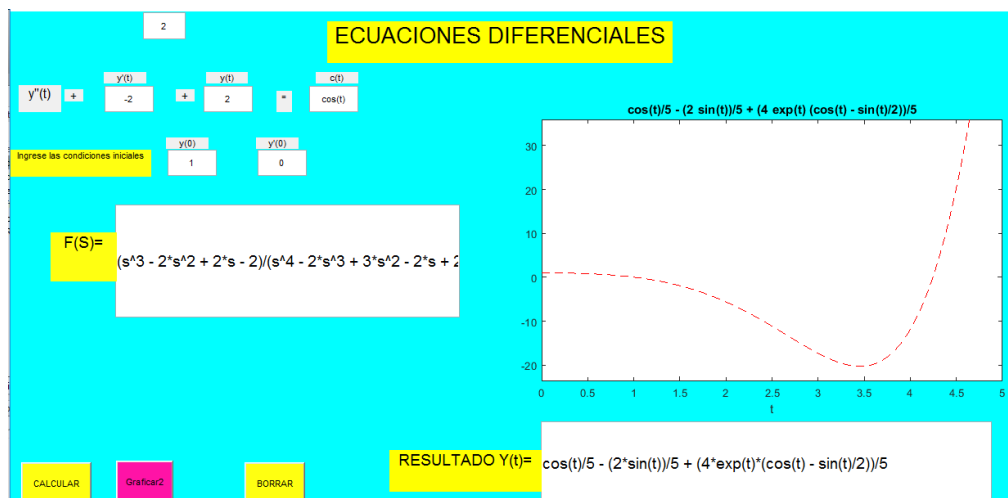 2
ECUACIONES DIFERENCIALES
y'(t) y(t) c(t)
y''(t) + -2 + 2 = cos(t)
y(0) y'(0)
Ingrese las condiciones iniciales 1 0
F(S)= (s^3 - 2*s^2 + 2*s - 2)/(s^4 - 2*s^3 + 3*s^2 - 2*s + 2
cos(t)/5 - (2 sin(t))/5 + (4 exp(t) (cos(t) - sin(t)/2))/5
30
20
10
0
-10
-20
0 0.5 1 1.5 2 2.5 3 3.5 4 4.5 5
t
RESULTADO Y(t)= cos(t)/5 - (2*sin(t))/5 + (4*exp(t)*(cos(t) - sin(t)/2))/5
CALCULAR Graficar2 BORRAR